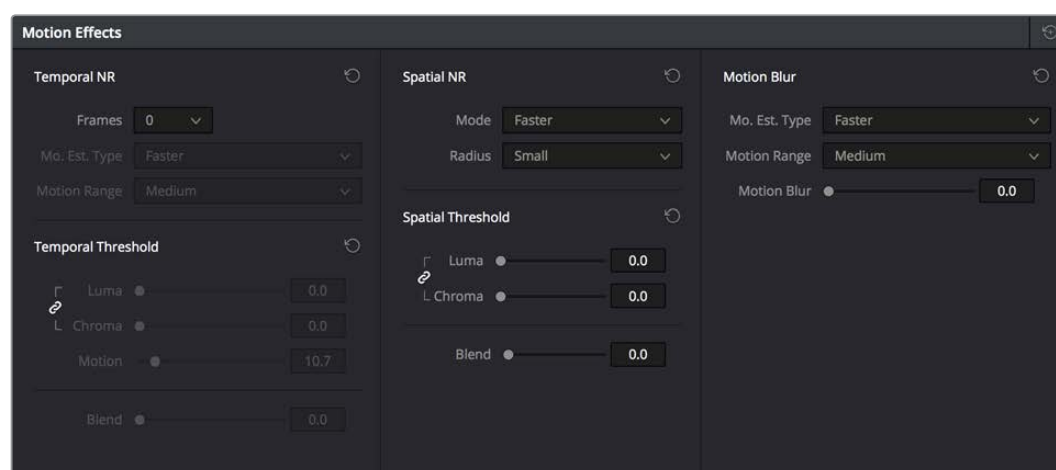 Motion Effects
Temporal NR
Frames 0
Mo. Est. Type Faster
Motion Range Medium
Temporal Threshold
Luma 0.0
Chroma 0.0
Motion 10.7
Blend 0.0
Spatial NR
Mode Faster
Radius Small
Spatial Threshold
Luma 0.0
Chroma 0.0
Blend 0.0
Motion Blur
Mo. Est. Type Faster
Motion Range Medium
Motion Blur 0.0